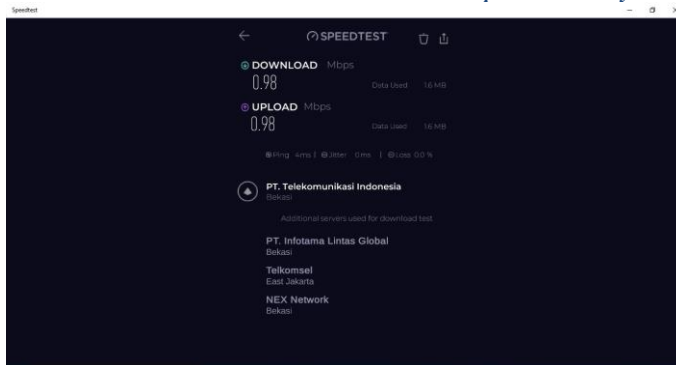 Speedtest
SPEEDTEST
DOWNLOAD Mbps
0.98
Data Used 1.6 MB
UPLOAD Mbps
0.98
Data Used 1.6 MB
Ping 4ms | Jitter 0ms | Loss 0.0 %
PT. Telekomunikasi Indonesia
Bekasi
Additional servers used for download test
PT. Infotama Lintas Global
Bekasi
Telkomsel
East Jakarta
NEX Network
Bekasi